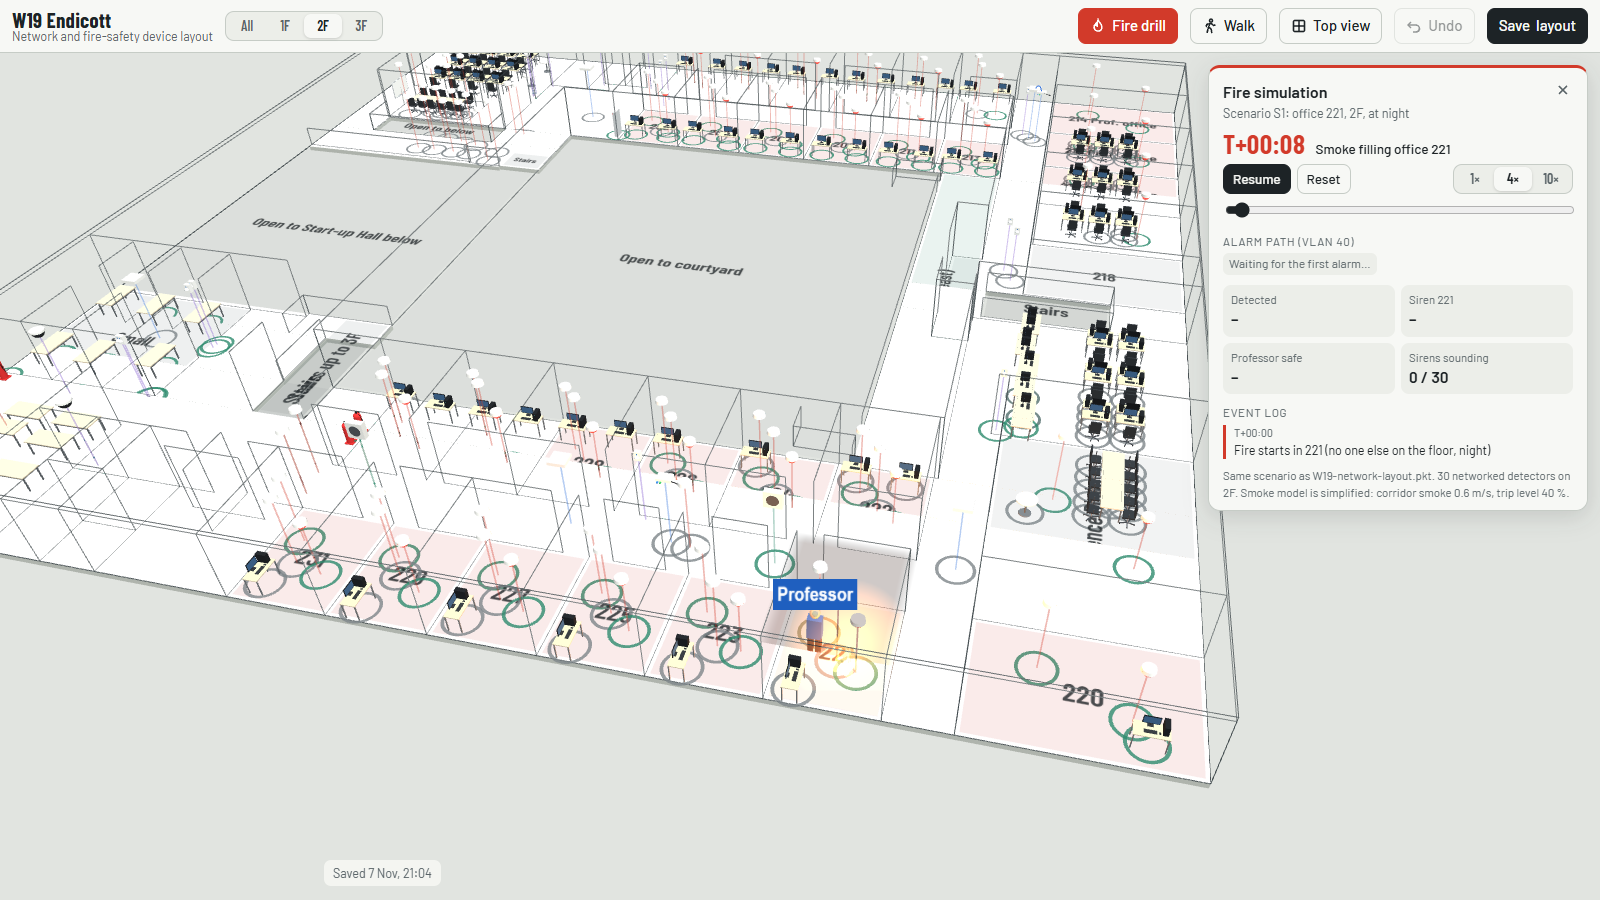 W19 Endicott
Network and fire-safety device layout
All
1F
2F
3F
Fire drill
Walk
Top view
Undo
Save layout
Fire simulation
Scenario S1: office 221, 2F, at night
T+00:08 Smoke filling office 221
Resume
Reset
1×
4×
10×
ALARM PATH (VLAN 40)
Waiting for the first alarm...
Detected
–
Siren 221
–
Professor safe
–
Sirens sounding
0 / 30
EVENT LOG
T+00:00
Fire starts in 221 (no one else on the floor, night)
Same scenario as W19-network-layout.pkt. 30 networked detectors on
2F. Smoke model is simplified: corridor smoke 0.6 m/s, trip level 40 %.
Open to below
Stairs
Open to Start-up Hall below
Open to courtyard
218
Stairs
up to 3F
Professor
227
225
223
220
Saved 7 Nov, 21:04